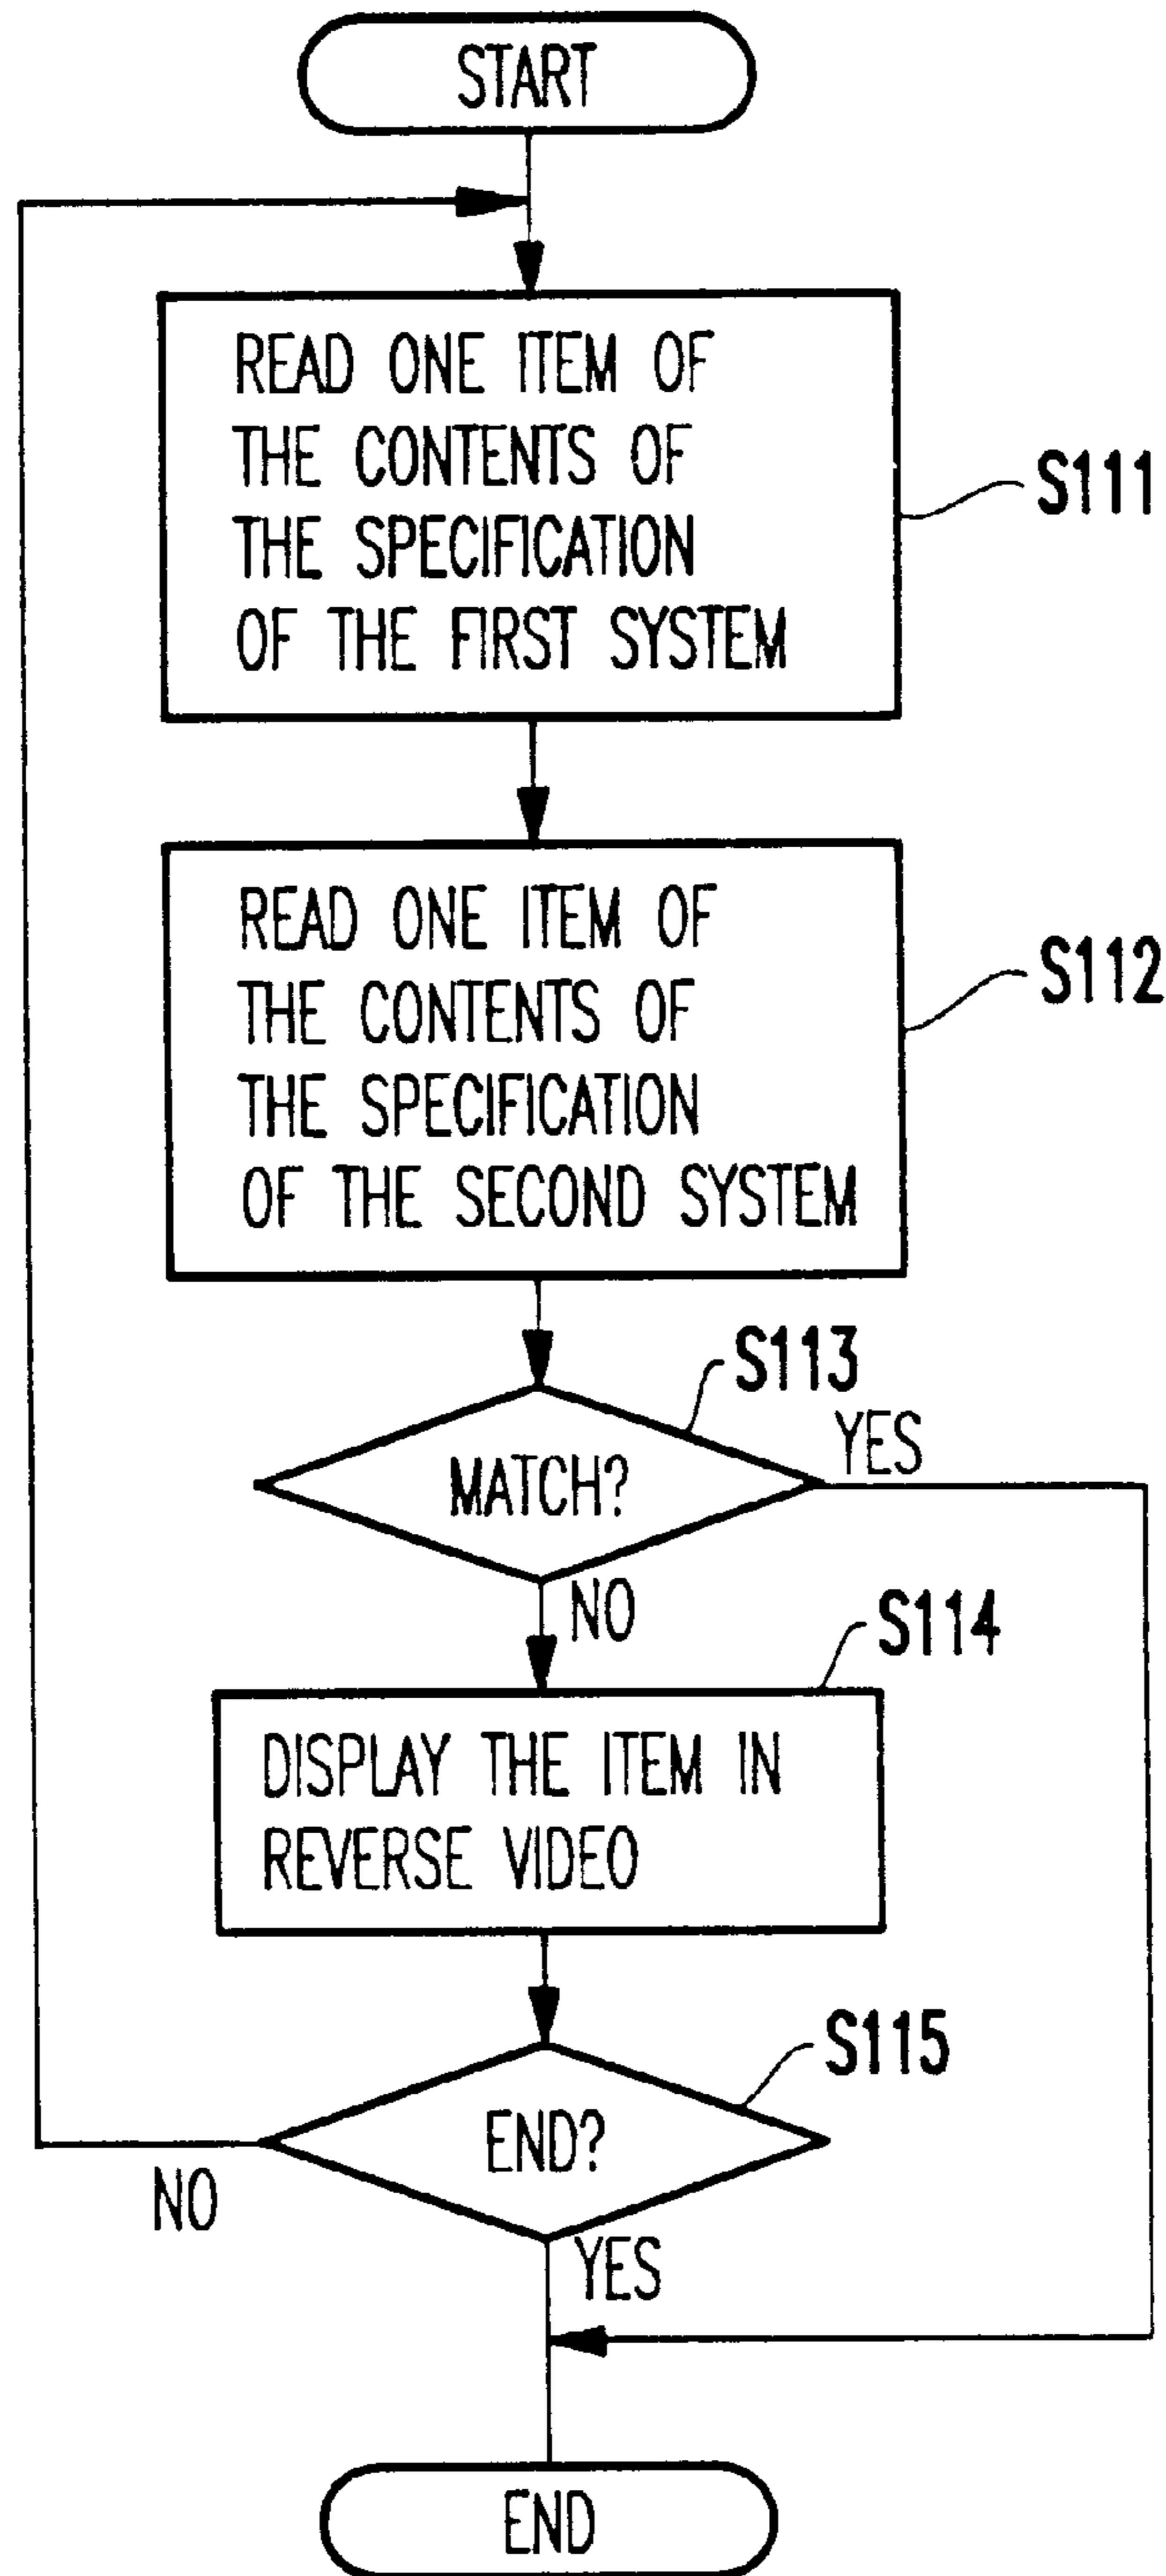 START
READ ONE ITEM OF
THE CONTENTS OF
THE SPECIFICATION
OF THE FIRST SYSTEM
S111
READ ONE ITEM OF
THE CONTENTS OF
THE SPECIFICATION
OF THE SECOND SYSTEM
S112
S113
MATCH?
YES
NO
S114
DISPLAY THE ITEM IN
REVERSE VIDEO
S115
END?
NO
YES
END